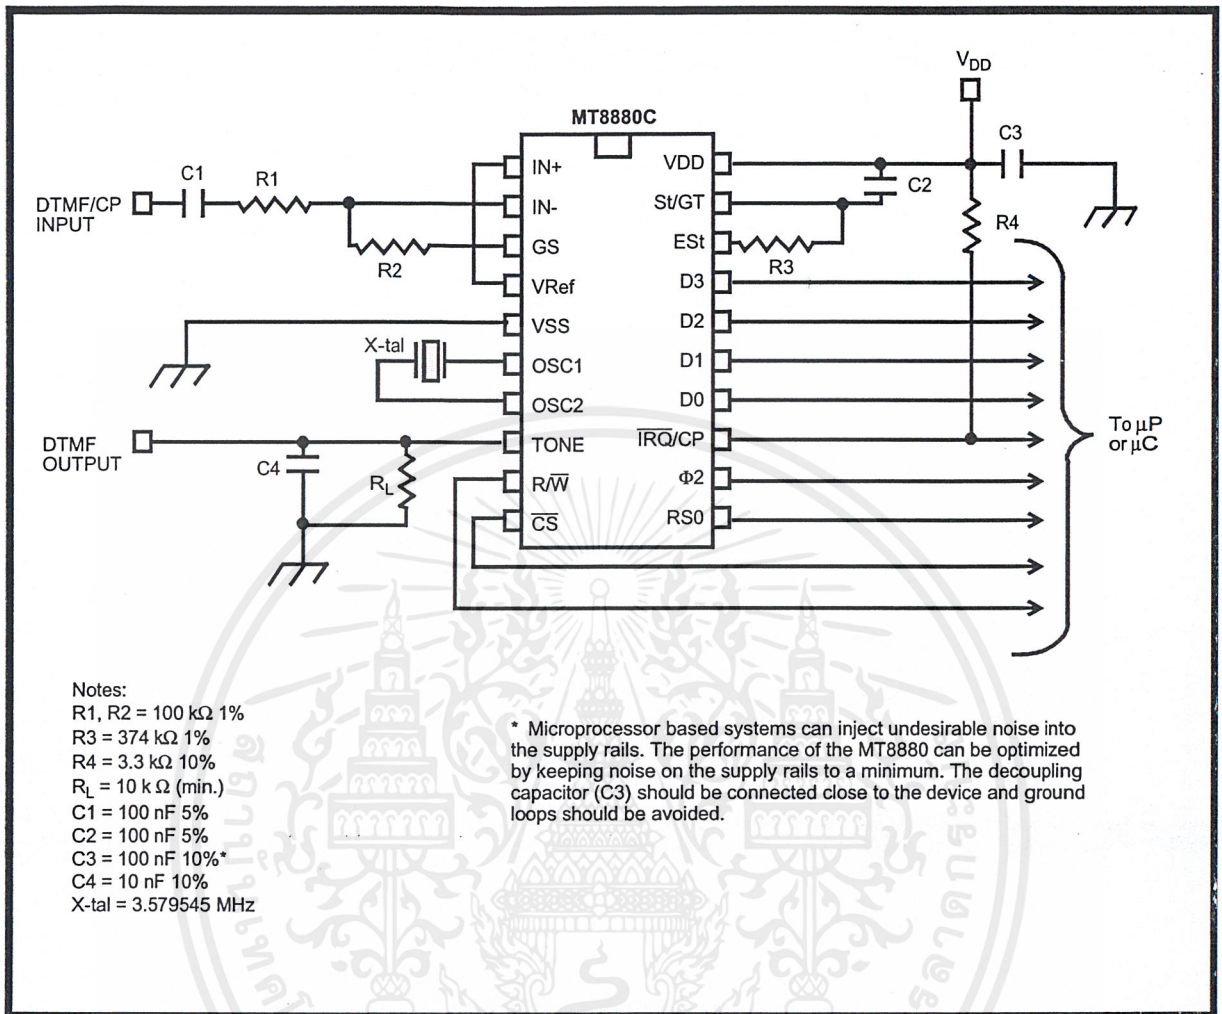 V_DD
MT8880C
C3
C1
R1
IN+
VDD
C2
DTMF/CP
INPUT
IN-
St/GT
R4
R2
GS
ESt
R3
VRef
D3
VSS
D2
X-tal
OSC1
D1
OSC2
D0
To μP
or μC
DTMF
OUTPUT
C4
R_L
TONE
I̅R̅Q̅/CP
R/W̅
Φ2
C̅S̅
RS0
Notes:
R1, R2 = 100 kΩ 1%
R3 = 374 kΩ 1%
R4 = 3.3 kΩ 10%
R_L = 10 k Ω (min.)
C1 = 100 nF 5%
C2 = 100 nF 5%
C3 = 100 nF 10%*
C4 = 10 nF 10%
X-tal = 3.579545 MHz
* Microprocessor based systems can inject undesirable noise into
the supply rails. The performance of the MT8880 can be optimized
by keeping noise on the supply rails to a minimum. The decoupling
capacitor (C3) should be connected close to the device and ground
loops should be avoided.